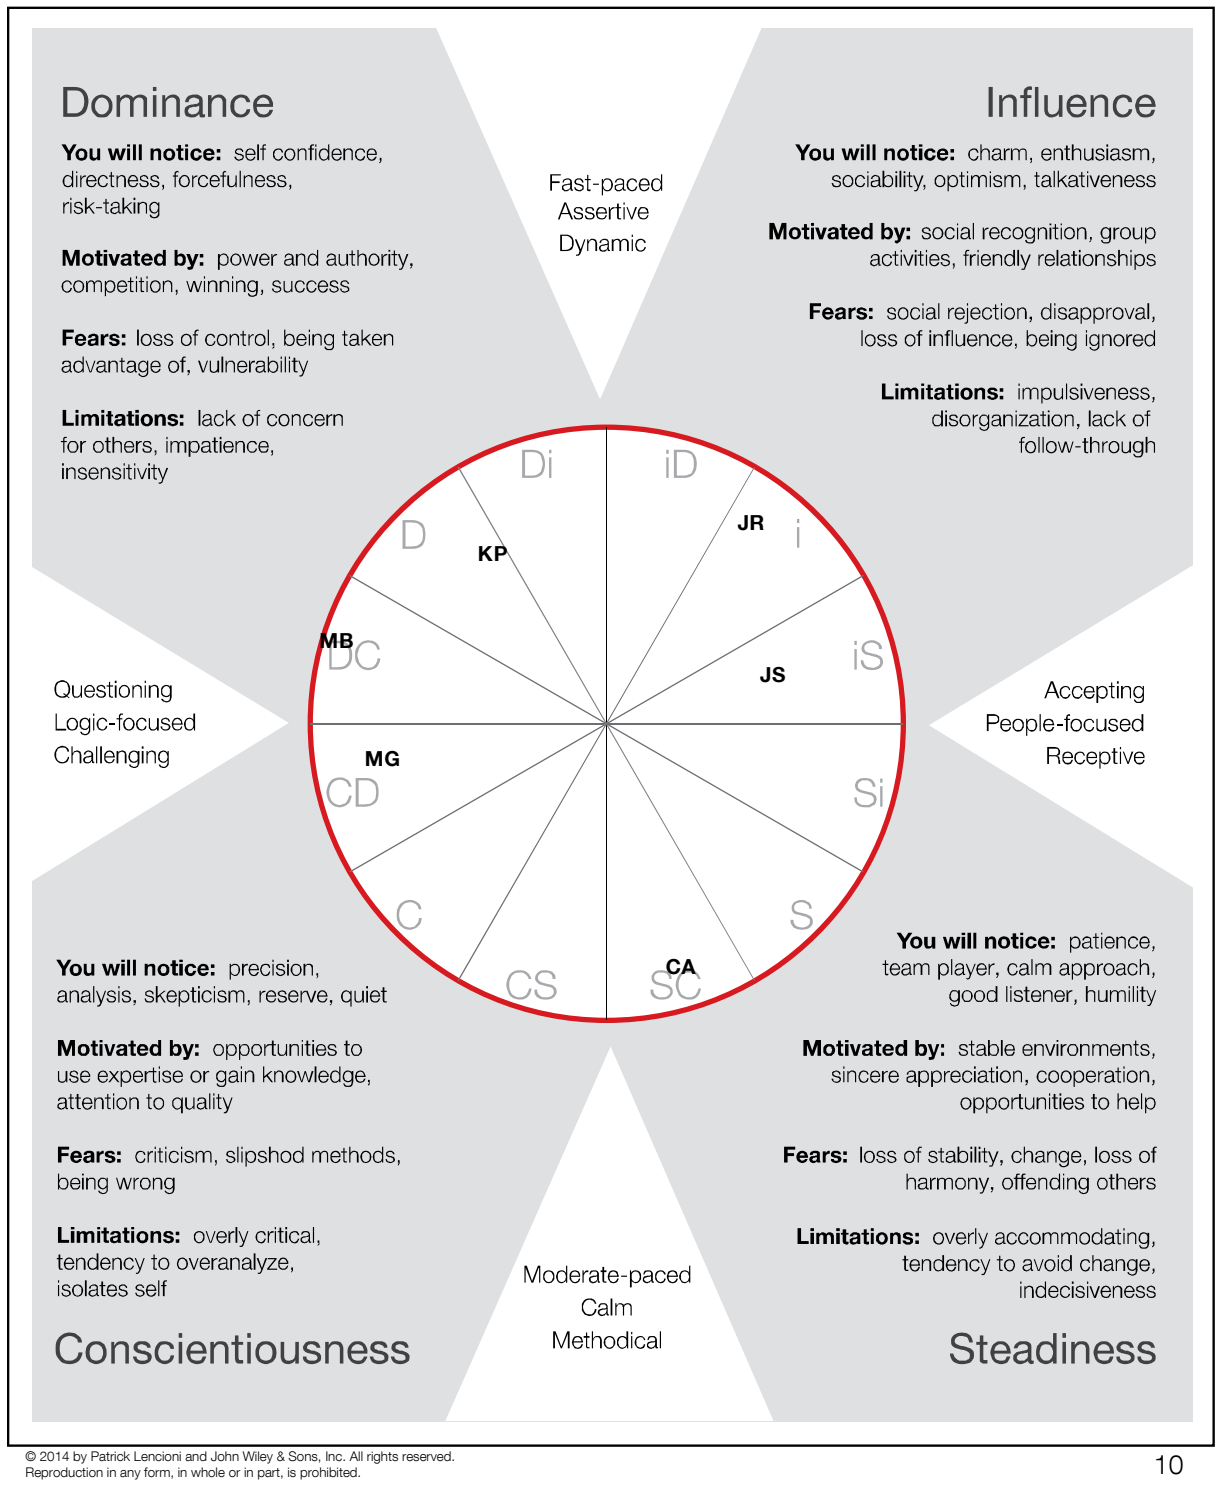 Dominance
You will notice: self confidence,
directness, forcefulness,
risk-taking
Motivated by: power and authority,
competition, winning, success
Fears: loss of control, being taken
advantage of, vulnerability
Limitations: lack of concern
for others, impatience,
insensitivity
Fast-paced
Assertive
Dynamic
Influence
You will notice: charm, enthusiasm,
sociability, optimism, talkativeness
Motivated by: social recognition, group
activities, friendly relationships
Fears: social rejection, disapproval,
loss of influence, being ignored
Limitations: impulsiveness,
disorganization, lack of
follow-through
Di
iD
D
KP
JR
i
MB
DC
JS
iS
MG
CD
Si
C
S
CS
CA
SC
Questioning
Logic-focused
Challenging
Accepting
People-focused
Receptive
You will notice: precision,
analysis, skepticism, reserve, quiet
Motivated by: opportunities to
use expertise or gain knowledge,
attention to quality
Fears: criticism, slipshod methods,
being wrong
Limitations: overly critical,
tendency to overanalyze,
isolates self
Conscientiousness
Moderate-paced
Calm
Methodical
You will notice: patience,
team player, calm approach,
good listener, humility
Motivated by: stable environments,
sincere appreciation, cooperation,
opportunities to help
Fears: loss of stability, change, loss of
harmony, offending others
Limitations: overly accommodating,
tendency to avoid change,
indecisiveness
Steadiness
© 2014 by Patrick Lencioni and John Wiley & Sons, Inc. All rights reserved.
Reproduction in any form, in whole or in part, is prohibited.
10